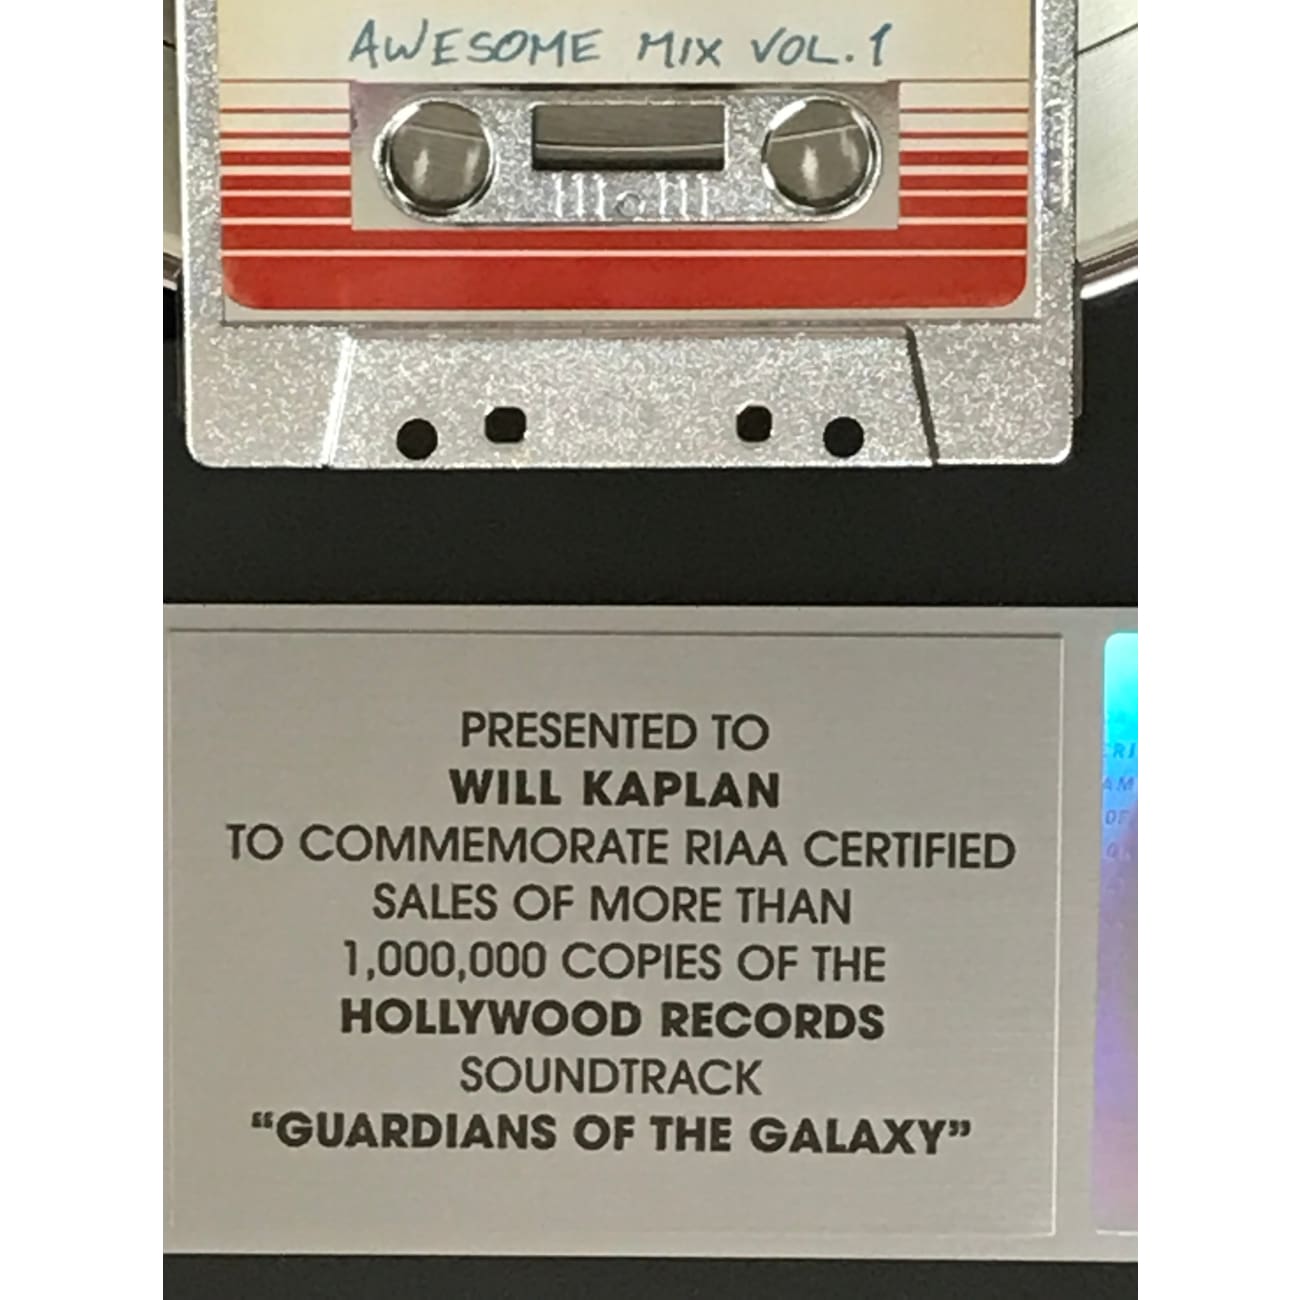 AWESOME MIX VOL. 1
PRESENTED TO
WILL KAPLAN
TO COMMEMORATE RIAA CERTIFIED
SALES OF MORE THAN
1,000,000 COPIES OF THE
HOLLYWOOD RECORDS
SOUNDTRACK
“GUARDIANS OF THE GALAXY”